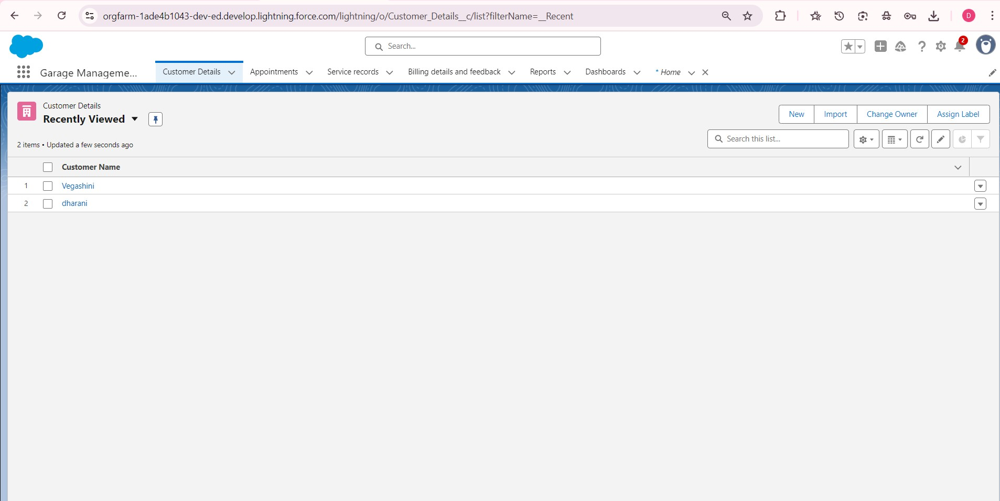 orgfarm-1ade4b1043-dev-ed.develop.lightning.force.com/lightning/o/Customer_Details__c/list?filterName=__Recent
D
Search...
2
Garage Manageme...
Customer Details
Appointments
Service records
Billing details and feedback
Reports
Dashboards
* Home
Customer Details
Recently Viewed
New
Import
Change Owner
Assign Label
2 items • Updated a few seconds ago
Search this list...
Customer Name
1 Vegashini
2 dharani